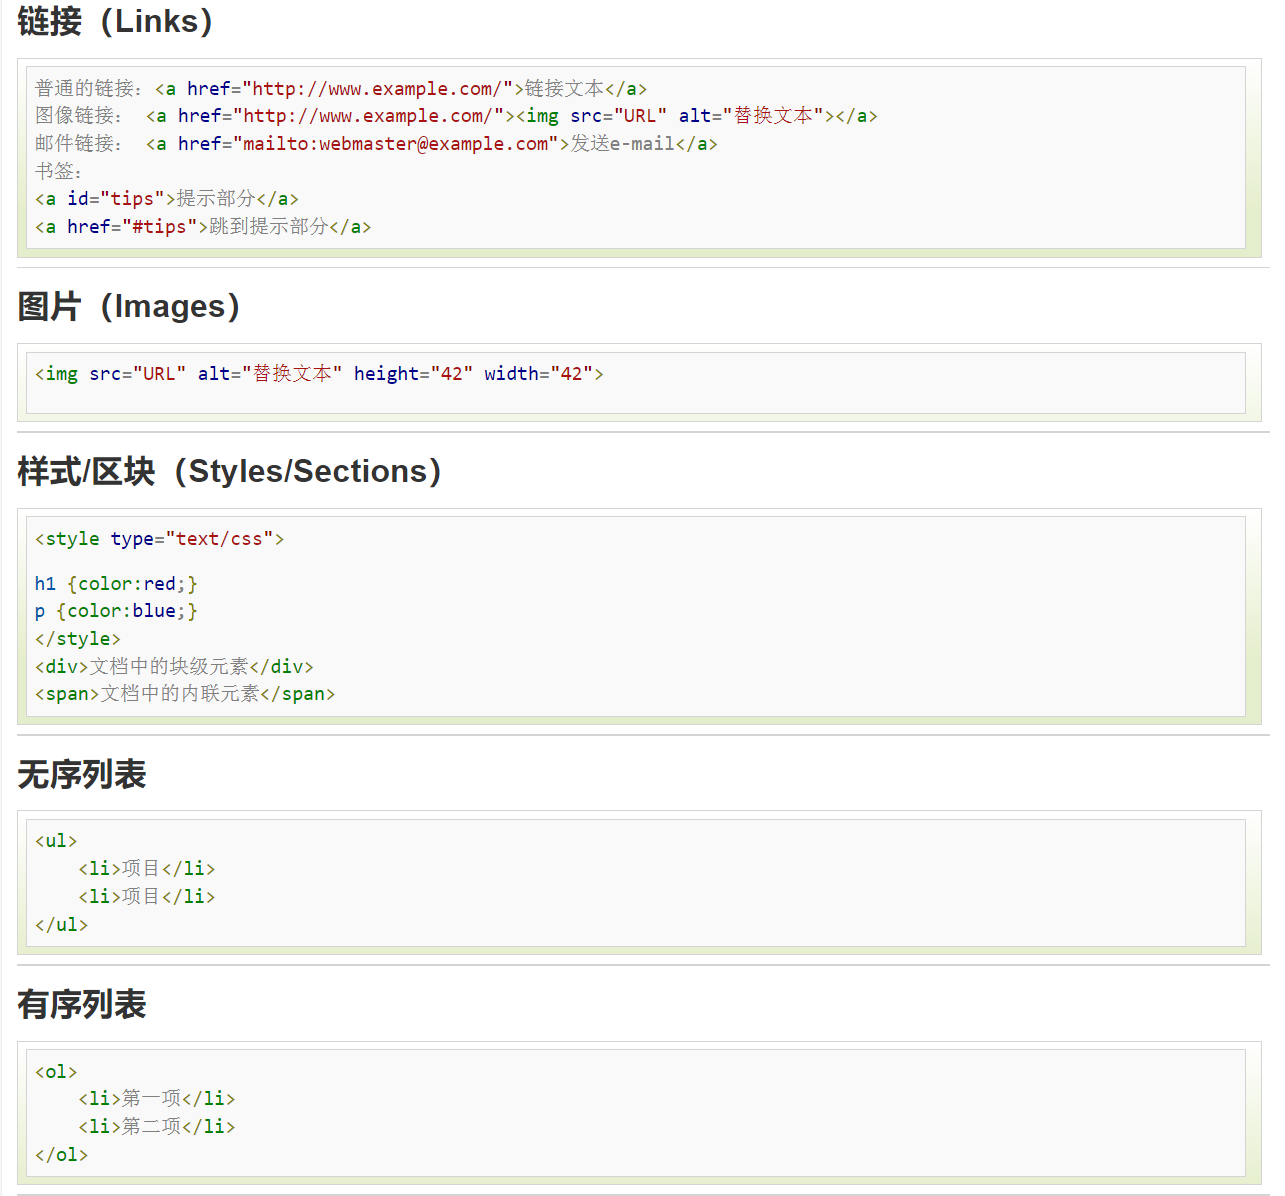 链接（Links）
普通的链接：<a href="http://www.example.com/">链接文本</a>
图像链接： <a href="http://www.example.com/"><img src="URL" alt="替换文本"></a>
邮件链接： <a href="mailto:webmaster@example.com">发送e-mail</a>
书签：
<a id="tips">提示部分</a>
<a href="#tips">跳到提示部分</a>
图片（Images）
<img src="URL" alt="替换文本" height="42" width="42">
样式/区块（Styles/Sections）
<style type="text/css">
h1 {color:red;}
p {color:blue;}
</style>
<div>文档中的块级元素</div>
<span>文档中的内联元素</span>
无序列表
<ul>
    <li>项目</li>
    <li>项目</li>
</ul>
有序列表
<ol>
    <li>第一项</li>
    <li>第二项</li>
</ol>